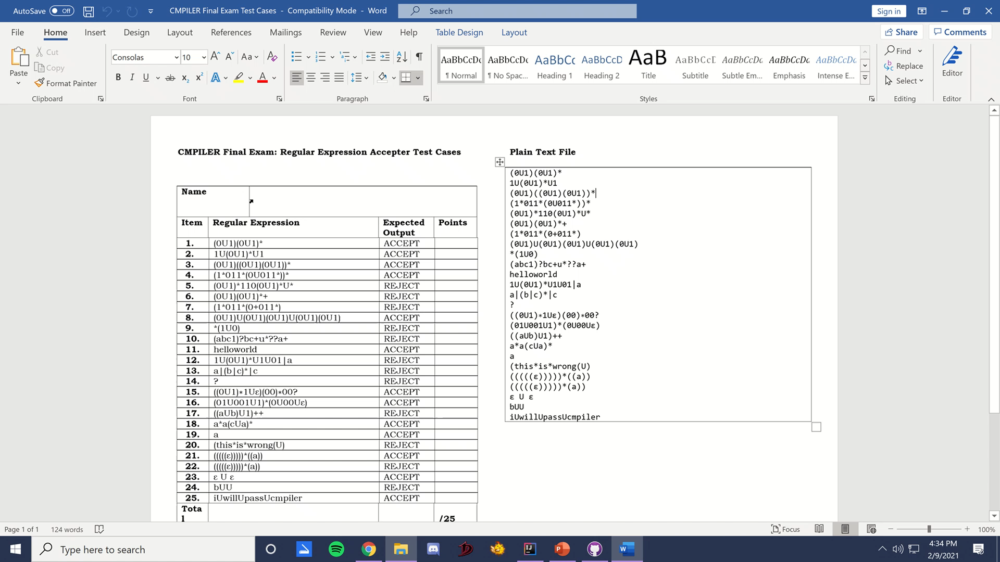 AutoSave Off
CMPILER Final Exam Test Cases - Compatibility Mode - Word
Search
Sign in
File Home Insert Design Layout References Mailings Review View Help Table Design Layout
Share Comments
Paste
Cut
Copy
Format Painter
Clipboard
Consolas 10
Font
Paragraph
AaBbCcDc AaBbCcDc AaBbCc AaBbCcD AaB AaBbCcD AaBbCcDc AaBbCcDc AaBbCcDc
¶ Normal ¶ No Spac... Heading 1 Heading 2 Title Subtitle Subtle Em... Emphasis Intense E...
Styles
Find
Replace
Select
Editing
Editor
Editor
CMPILER Final Exam: Regular Expression Accepter Test Cases
Name
Item Regular Expression Expected Output Points
1. (0U1)(0U1)* ACCEPT
2. 1U(0U1)*U1 ACCEPT
3. (0U1)((0U1)(0U1))* ACCEPT
4. (1*011*(0U011*))* ACCEPT
5. (0U1)*110(0U1)*U* REJECT
6. (0U1)(0U1)*+ REJECT
7. (1*011*(0+011*) REJECT
8. (0U1)U(0U1)(0U1)U(0U1)(0U1) ACCEPT
9. *(1U0) REJECT
10. (abc1)?bc+u*??a+ REJECT
11. helloworld ACCEPT
12. 1U(0U1)*U1U01|a REJECT
13. a|(b|c)*|c REJECT
14. ? REJECT
15. ((0U1)∗1Uε)(00)∗00? ACCEPT
16. (01U001U1)*(0U00Uε) ACCEPT
17. ((aUb)U1)++ REJECT
18. a*a(cUa)* ACCEPT
19. a ACCEPT
20. (this*is*wrong(U) REJECT
21. (((((ε)))))*((a)) ACCEPT
22. (((((ε)))))*(a)) REJECT
23. ε U ε ACCEPT
24. bUU REJECT
25. iUwillUpassUcmpiler ACCEPT
Total /25
Plain Text File
(0U1)(0U1)*
1U(0U1)*U1
(0U1)((0U1)(0U1))*
(1*011*(0U011*))*
(0U1)*110(0U1)*U*
(0U1)(0U1)*+
(1*011*(0+011*)
(0U1)U(0U1)(0U1)U(0U1)(0U1)
*(1U0)
(abc1)?bc+u*??a+
helloworld
1U(0U1)*U1U01|a
a|(b|c)*|c
?
((0U1)∗1Uε)(00)∗00?
(01U001U1)*(0U00Uε)
((aUb)U1)++
a*a(cUa)*
a
(this*is*wrong(U)
(((((ε)))))*((a))
(((((ε)))))*(a))
ε U ε
bUU
iUwillUpassUcmpiler
Page 1 of 1 124 words
Focus
100%
Type here to search
4:34 PM
2/9/2021